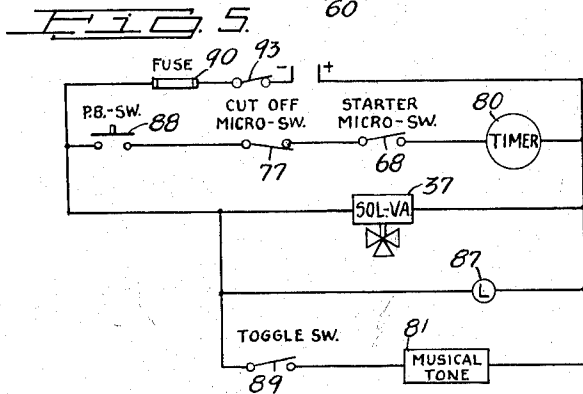 Fig. 5.
60
FUSE 90 93 - +
P.B.-SW. 88
CUT OFF MICRO-SW. 77
STARTER MICRO-SW. 68
80 TIMER
37 SOL-VA
87 L
TOGGLE SW. 89
81 MUSICAL TONE